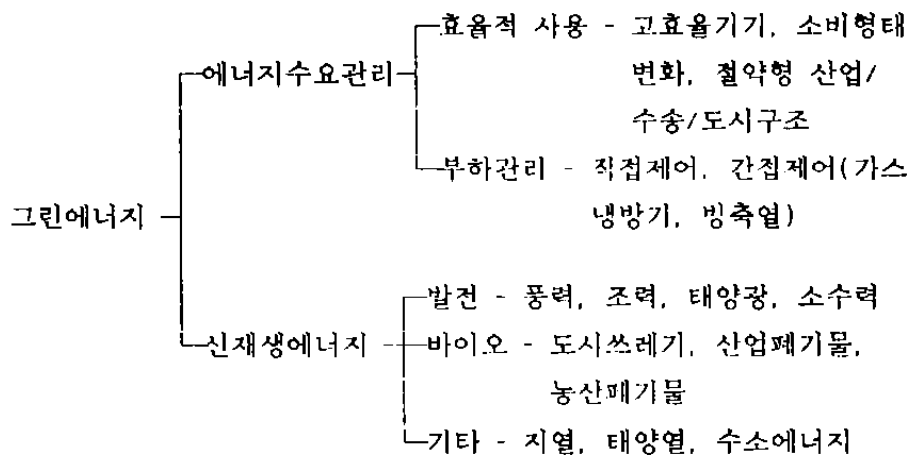 효율적 사용 - 고효율기기, 소비형태
에너지수요관리
변화, 절약형 산업/
수송/도시구조
부하관리 - 직접제어, 간접제어(가스
냉방기, 빙축열)
그린에너지
발전 - 풍력, 조력, 태양광, 소수력
신재생에너지
바이오 - 도시쓰레기, 산업폐기물,
농산폐기물
기타 - 지열, 태양열, 수소에너지